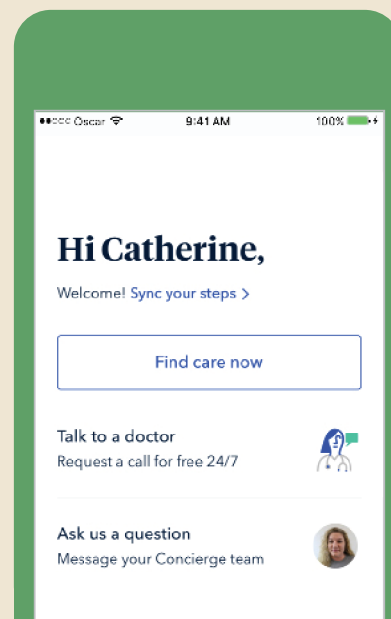 Oscar 9:41 AM 100%
Hi Catherine,
Welcome! Sync your steps >
Find care now
Talk to a doctor
Request a call for free 24/7
Ask us a question
Message your Concierge team